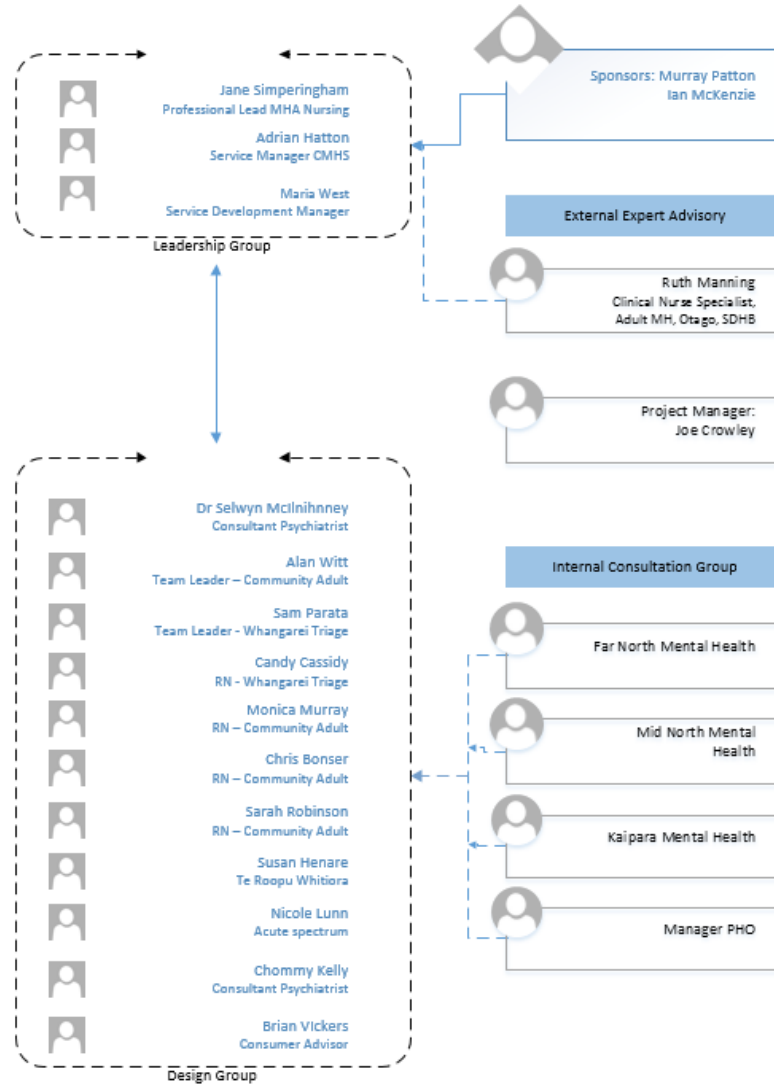 Jane Simperingham
Professional Lead MHA Nursing
Adrian Hatton
Service Manager CMHS
Maria West
Service Development Manager
Leadership Group
Sponsors: Murray Patton
Ian McKenzie
External Expert Advisory
Ruth Manning
Clinical Nurse Specialist,
Adult MH, Otago, SDHB
Project Manager:
Joe Crowley
Dr Selwyn McIlnihnney
Consultant Psychiatrist
Alan Witt
Team Leader – Community Adult
Sam Parata
Team Leader - Whangarei Triage
Candy Cassidy
RN - Whangarei Triage
Monica Murray
RN – Community Adult
Chris Bonser
RN – Community Adult
Sarah Robinson
RN – Community Adult
Susan Henare
Te Roopu Whitiora
Nicole Lunn
Acute spectrum
Chommy Kelly
Consultant Psychiatrist
Brian Vickers
Consumer Advisor
Design Group
Internal Consultation Group
Far North Mental Health
Mid North Mental
Health
Kaipara Mental Health
Manager PHO